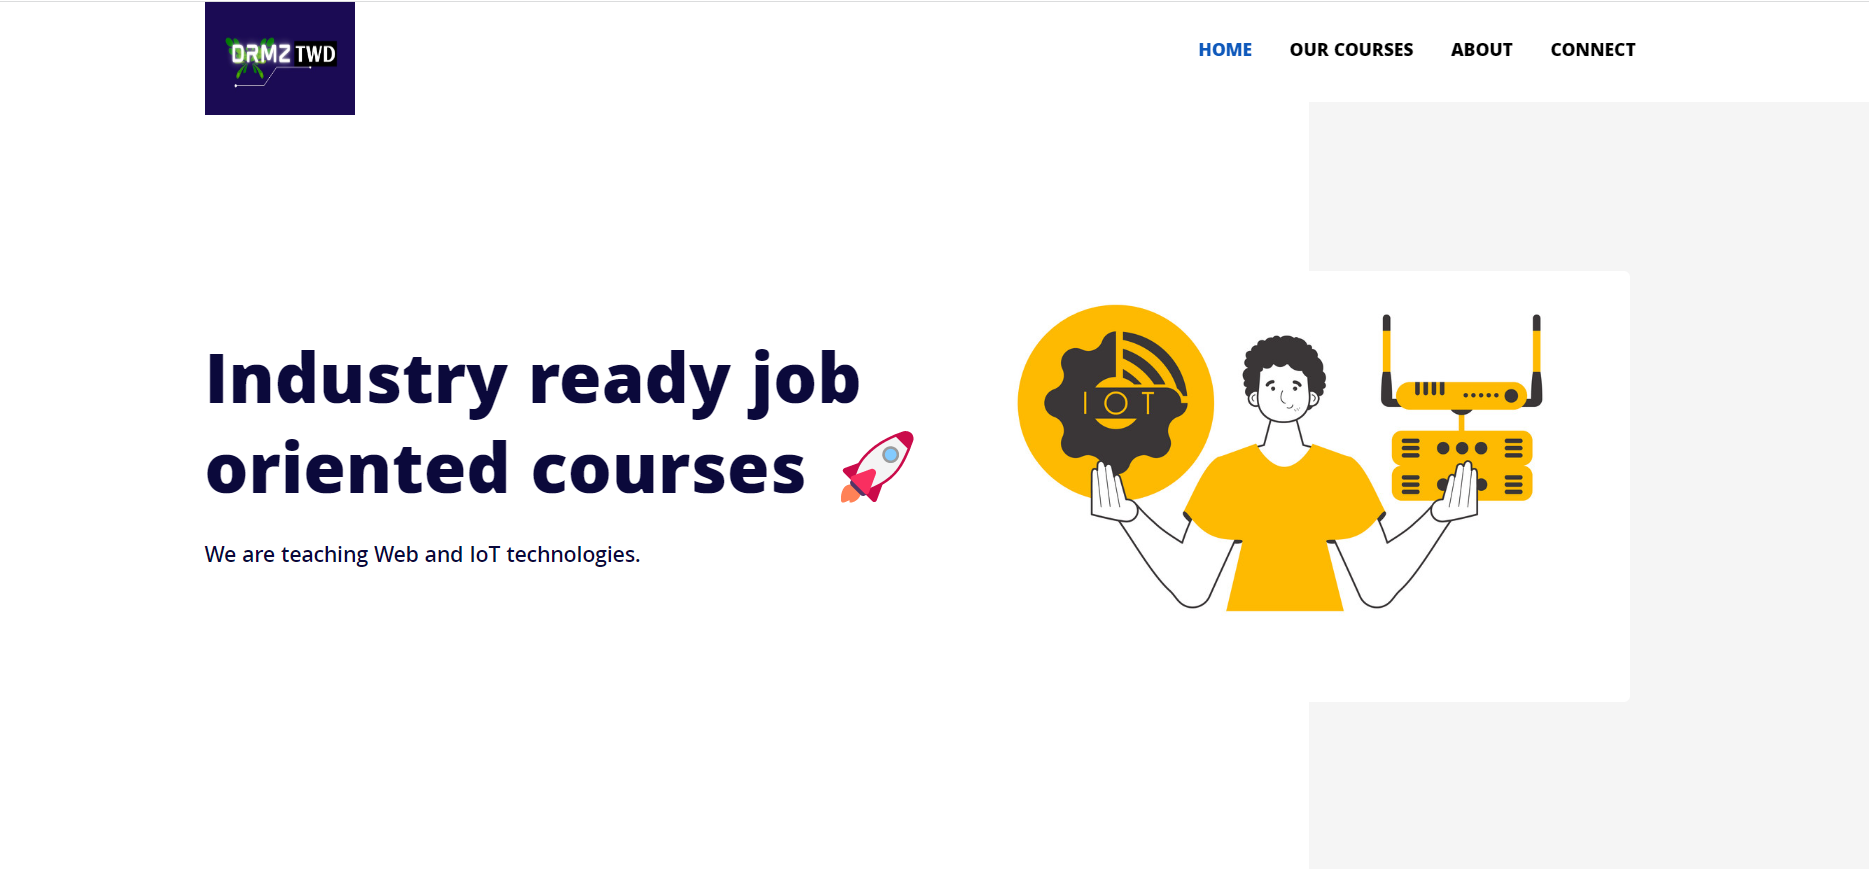 DRMZ TWD
HOME OUR COURSES ABOUT CONNECT
Industry ready job
oriented courses 🚀
We are teaching Web and IoT technologies.
IOT